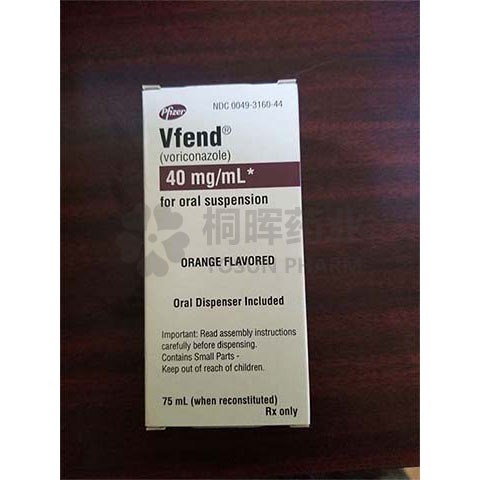 Pfizer
NDC 0049-3160-44
Vfend®
(voriconazole)
40 mg/mL*
for oral suspension
桐晖药业
TOSUN PHARM
ORANGE FLAVORED
Oral Dispenser Included
Important: Read assembly instructions
carefully before dispensing.
Contains Small Parts -
Keep out of reach of children.
75 mL (when reconstituted)
Rx only